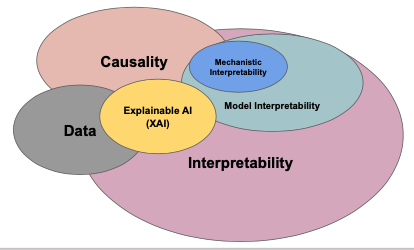 Causality
Mechanistic
Interpretability
Model Interpretability
Explainable AI
(XAI)
Data
Interpretability